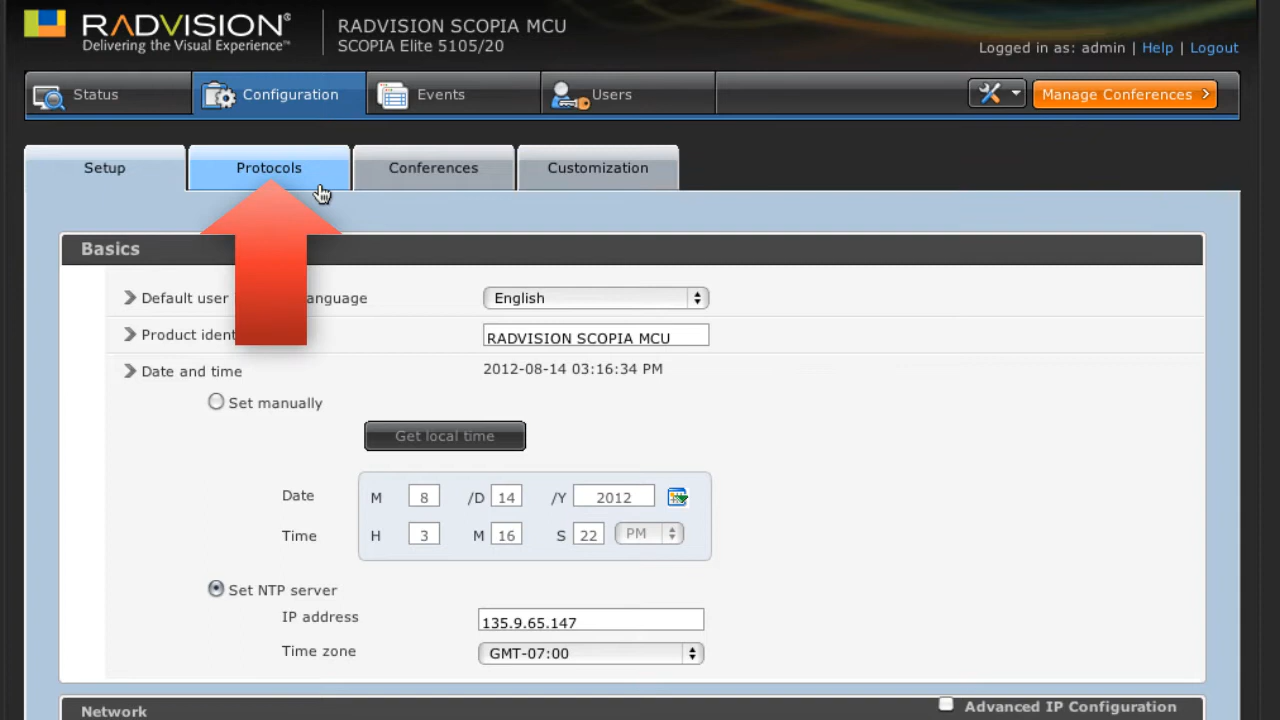 RADVISION®
Delivering the Visual Experience™
RADVISION SCOPIA MCU
SCOPIA Elite 5105/20
Logged in as: admin | Help | Logout
Status Configuration Events Users Manage Conferences
Setup Protocols Conferences Customization
Basics
Default user anguage English
Product ident RADVISION SCOPIA MCU
Date and time 2012-08-14 03:16:34 PM
Set manually
Get local time
Date M 8 /D 14 /Y 2012
Time H 3 M 16 S 22 PM
Set NTP server
IP address 135.9.65.147
Time zone GMT-07:00
Network Advanced IP Configuration